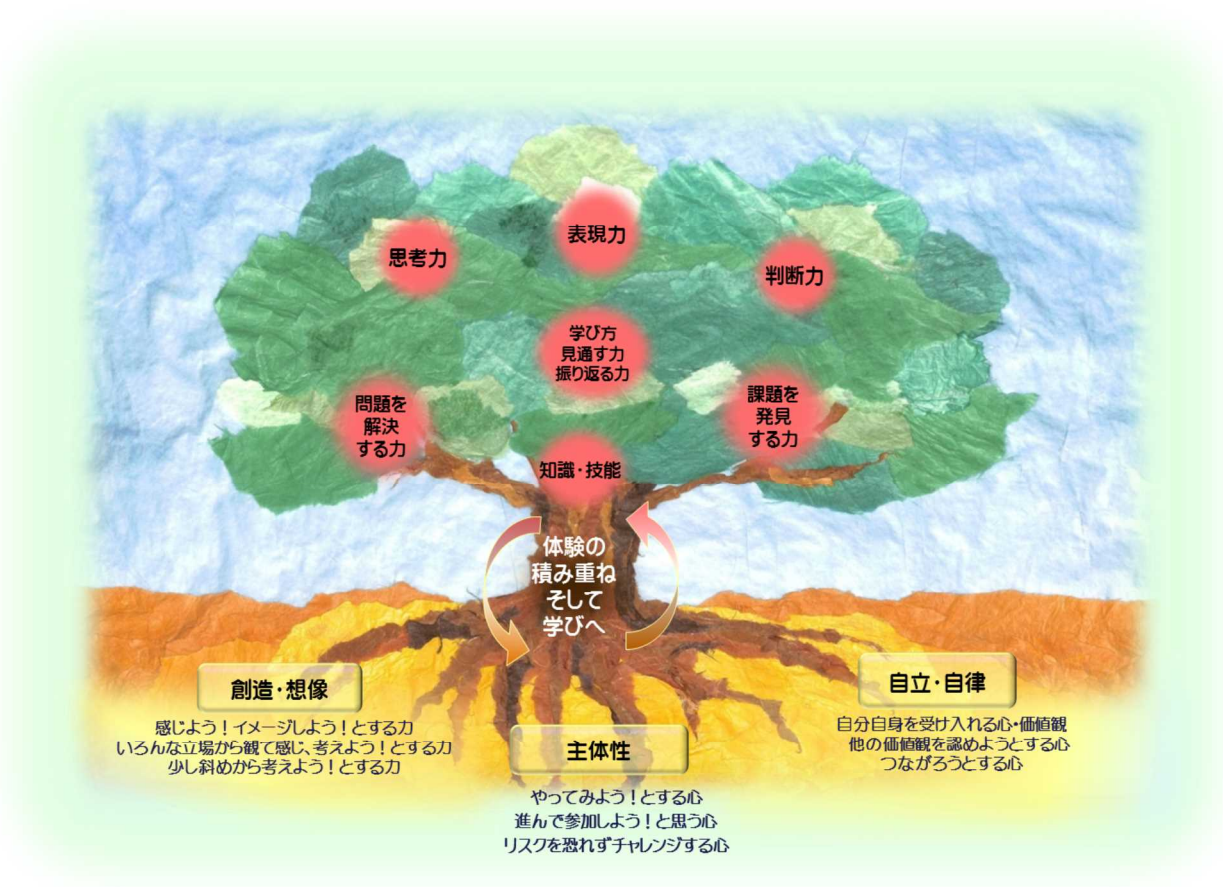 表現力
思考力
判断力
学び方
見通す力
振り返る力
問題を
解決
する力
課題を
発見
する力
知識・技能
体験の
積み重ね
そして
学びへ
創造・想像
感じよう！イメージしよう！とする力
いろんな立場から観て感じ、考えよう！とする力
少し斜めから考えよう！とする力
主体性
やってみよう！とする心
進んで参加しよう！と思う心
リスクを恐れずチャレンジする心
自立・自律
自分自身を受け入れる心・価値観
他の価値観を認めようとする心
つながろうとする心